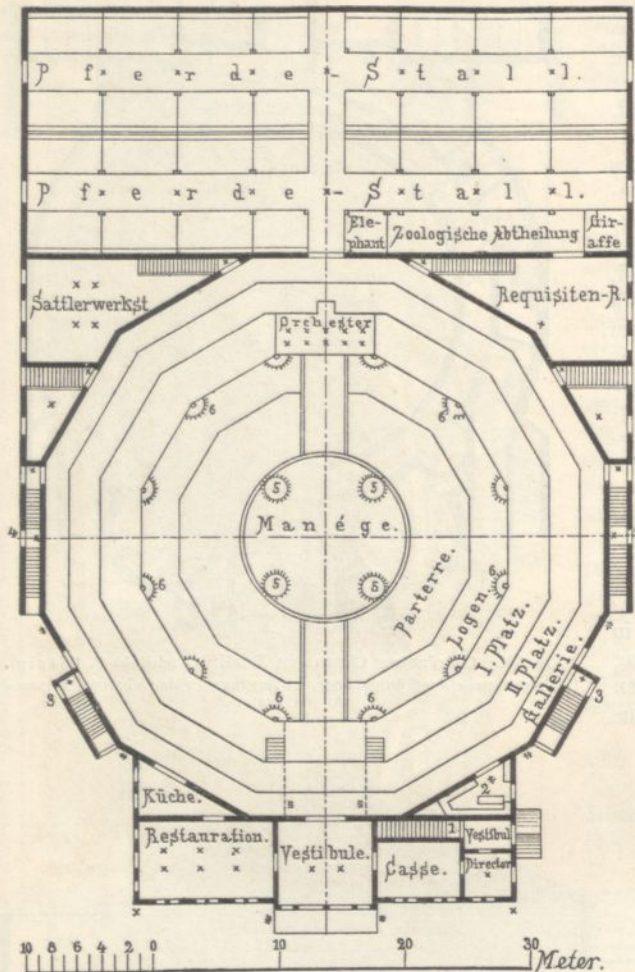 Pferde-Stall.
Pferde-Stall.
Ele-
phant
Zoologische Abtheilung
Gir-
affe
Sattlerwerkst
Requisiten-R.
Orchester
6
6
5
5
Manége.
5
5
6
6
Parterre.
Logen.
I. Platz.
II. Platz.
Gallerie.
6
6
3
3
Küche.
2
Restauration.
Vestibule.
1
Vestibul
Casse.
Director
10 8 6 4 2 0 10 20 30 Meter.